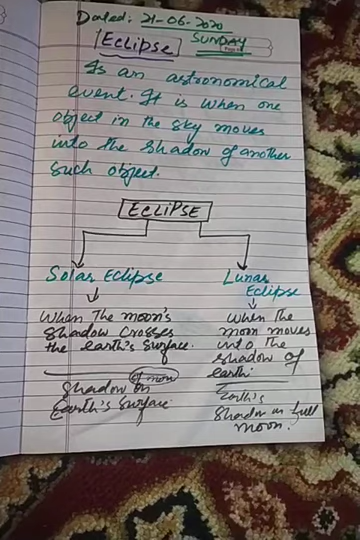 Dated: 21-06-2020
SUNDAY
Eclipse
Is an astronomical
event. It is when one
object in the sky moves
into the shadow of another
such object.
ECLIPSE
Solar Eclipse
When The moon's
shadow crosses
the earth's surface.
shadow of moon on
Earth's surface
Lunar
Eclipse
When the
moon moves
into the
shadow of
earth.
Earth's
Shadow on full
moon.